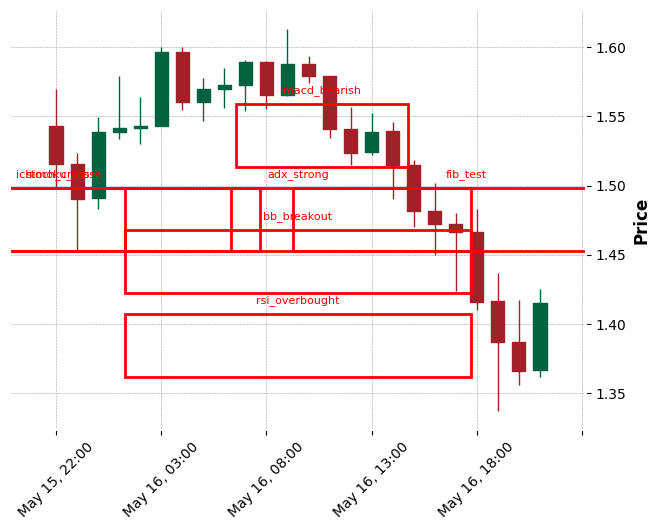 1.60
macd_bearish
1.55
adx_strong
fib_test
1.50
bb_breakout
1.45
rsi_overbought
1.40
1.35
Price
May 15, 22:00
May 16, 03:00
May 16, 08:00
May 16, 13:00
May 16, 18:00